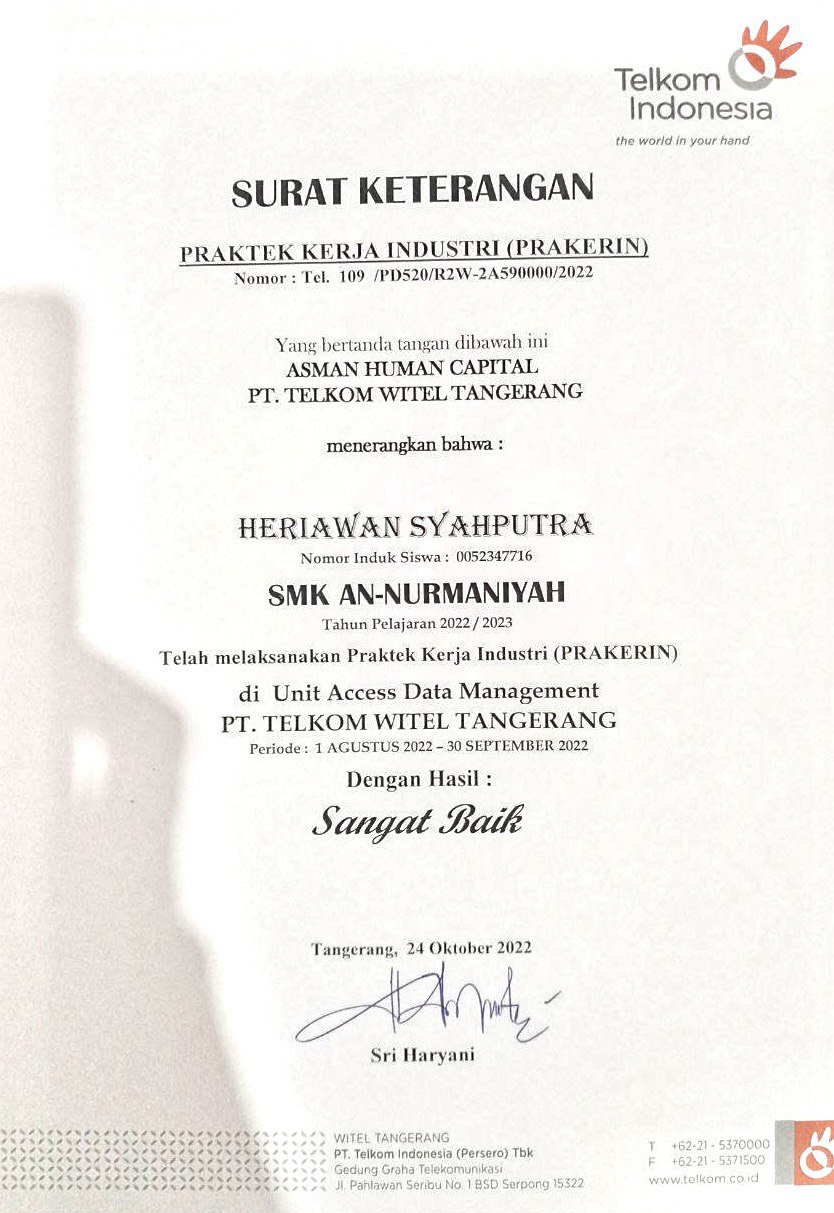 Telkom
Indonesia
the world in your hand
SURAT KETERANGAN
PRAKTEK KERJA INDUSTRI (PRAKERIN)
Nomor : Tel. 109 /PD520/R2W-2A590000/2022
Yang bertanda tangan dibawah ini
ASMAN HUMAN CAPITAL
PT. TELKOM WITEL TANGERANG
menerangkan bahwa :
HERIAWAN SYAHPUTRA
Nomor Induk Siswa : 0052347716
SMK AN-NURMANIYAH
Tahun Pelajaran 2022 / 2023
Telah melaksanakan Praktek Kerja Industri (PRAKERIN)
di Unit Access Data Management
PT. TELKOM WITEL TANGERANG
Periode : 1 AGUSTUS 2022 – 30 SEPTEMBER 2022
Dengan Hasil :
Sangat Baik
Tangerang, 24 Oktober 2022
Sri Haryani
WITEL TANGERANG
PT. Telkom Indonesia (Persero) Tbk
Gedung Graha Telekomunikasi
Jl. Pahlawan Seribu No. 1 BSD Serpong 15322
T +62-21 - 5370000
F +62-21 - 5371500
www.telkom.co.id